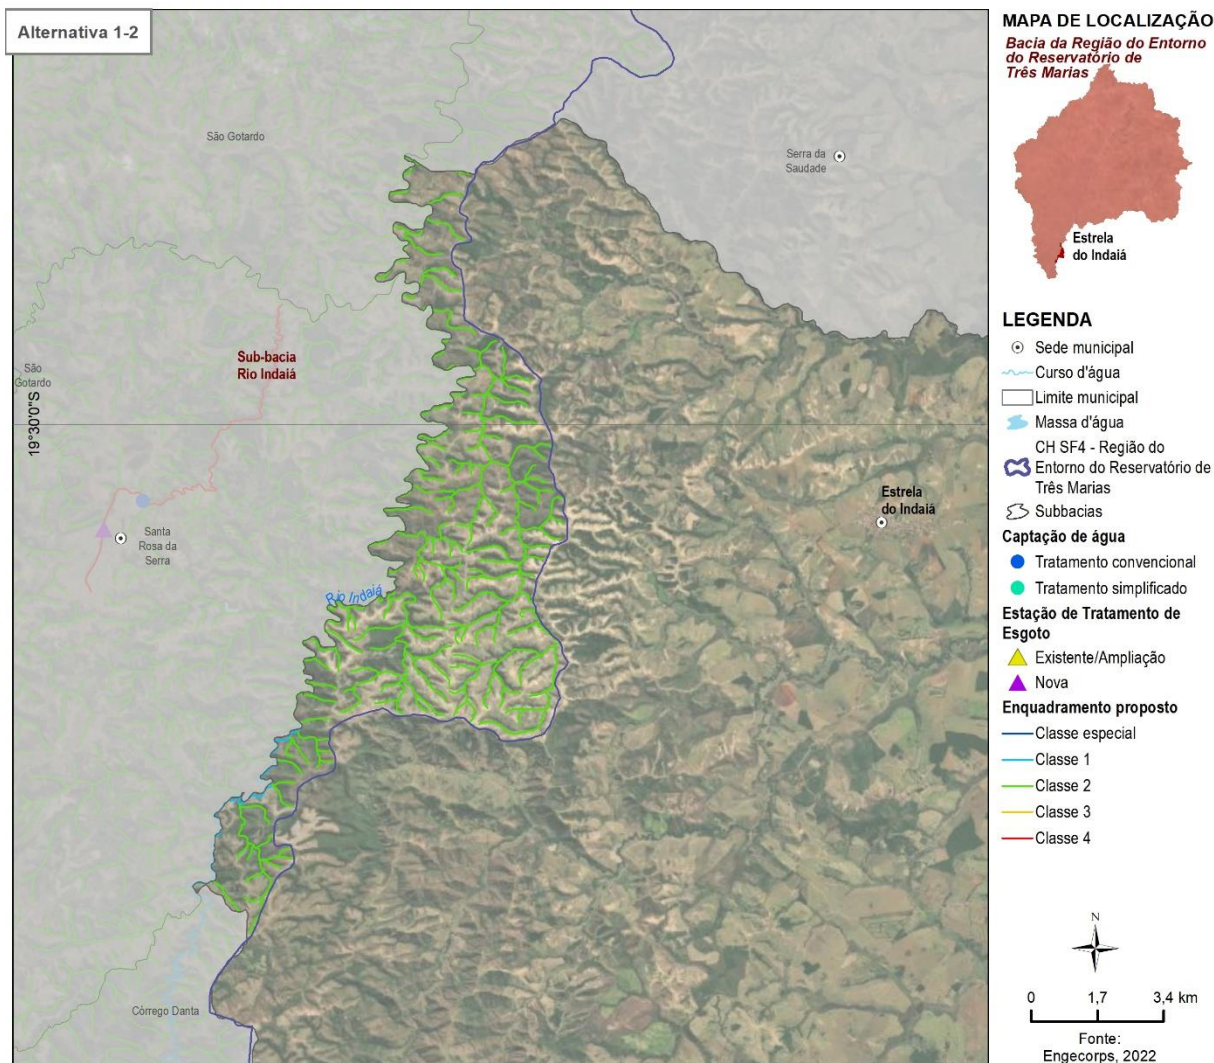 Alternativa 1-2
São Gotardo
Serra da
Saudade
Sub-bacia
Rio Indaiá
São
Gotardo
19°30'0"S
Estrela
do Indaiá
Santa
Rosa da
Serra
Rio Indaiá
Córrego Danta
MAPA DE LOCALIZAÇÃO
Bacia da Região do Entorno
do Reservatório de
Três Marias
Estrela
do Indaiá
LEGENDA
Sede municipal
Curso d'água
Limite municipal
Massa d'água
CH SF4 - Região do
Entorno do Reservatório de
Três Marias
Subbacias
Captação de água
Tratamento convencional
Tratamento simplificado
Estação de Tratamento de
Esgoto
Existente/Ampliação
Nova
Enquadramento proposto
Classe especial
Classe 1
Classe 2
Classe 3
Classe 4
N
0 1,7 3,4 km
Fonte:
Engecorps, 2022